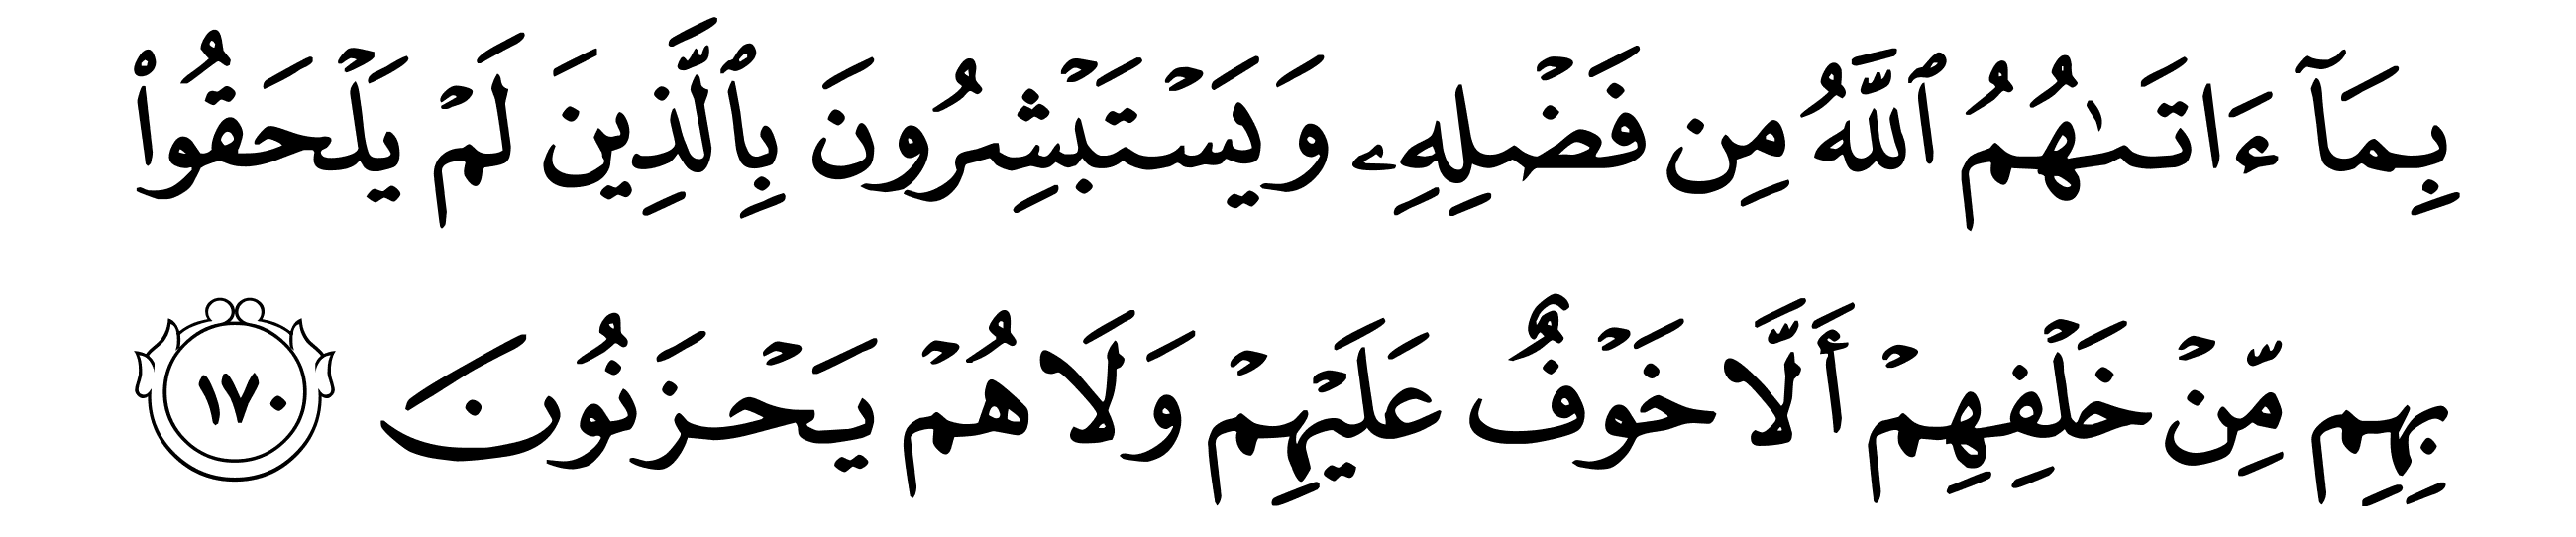 بِمَآ ءَاتَىٰهُمُ ٱللَّهُ مِن فَضْلِهِۦ وَيَسْتَبْشِرُونَ بِٱلَّذِينَ لَمْ يَلْحَقُوا۟
بِهِم مِّنْ خَلْفِهِمْ أَلَّا خَوْفٌ عَلَيْهِمْ وَلَا هُمْ يَحْزَنُونَ ١٧٠